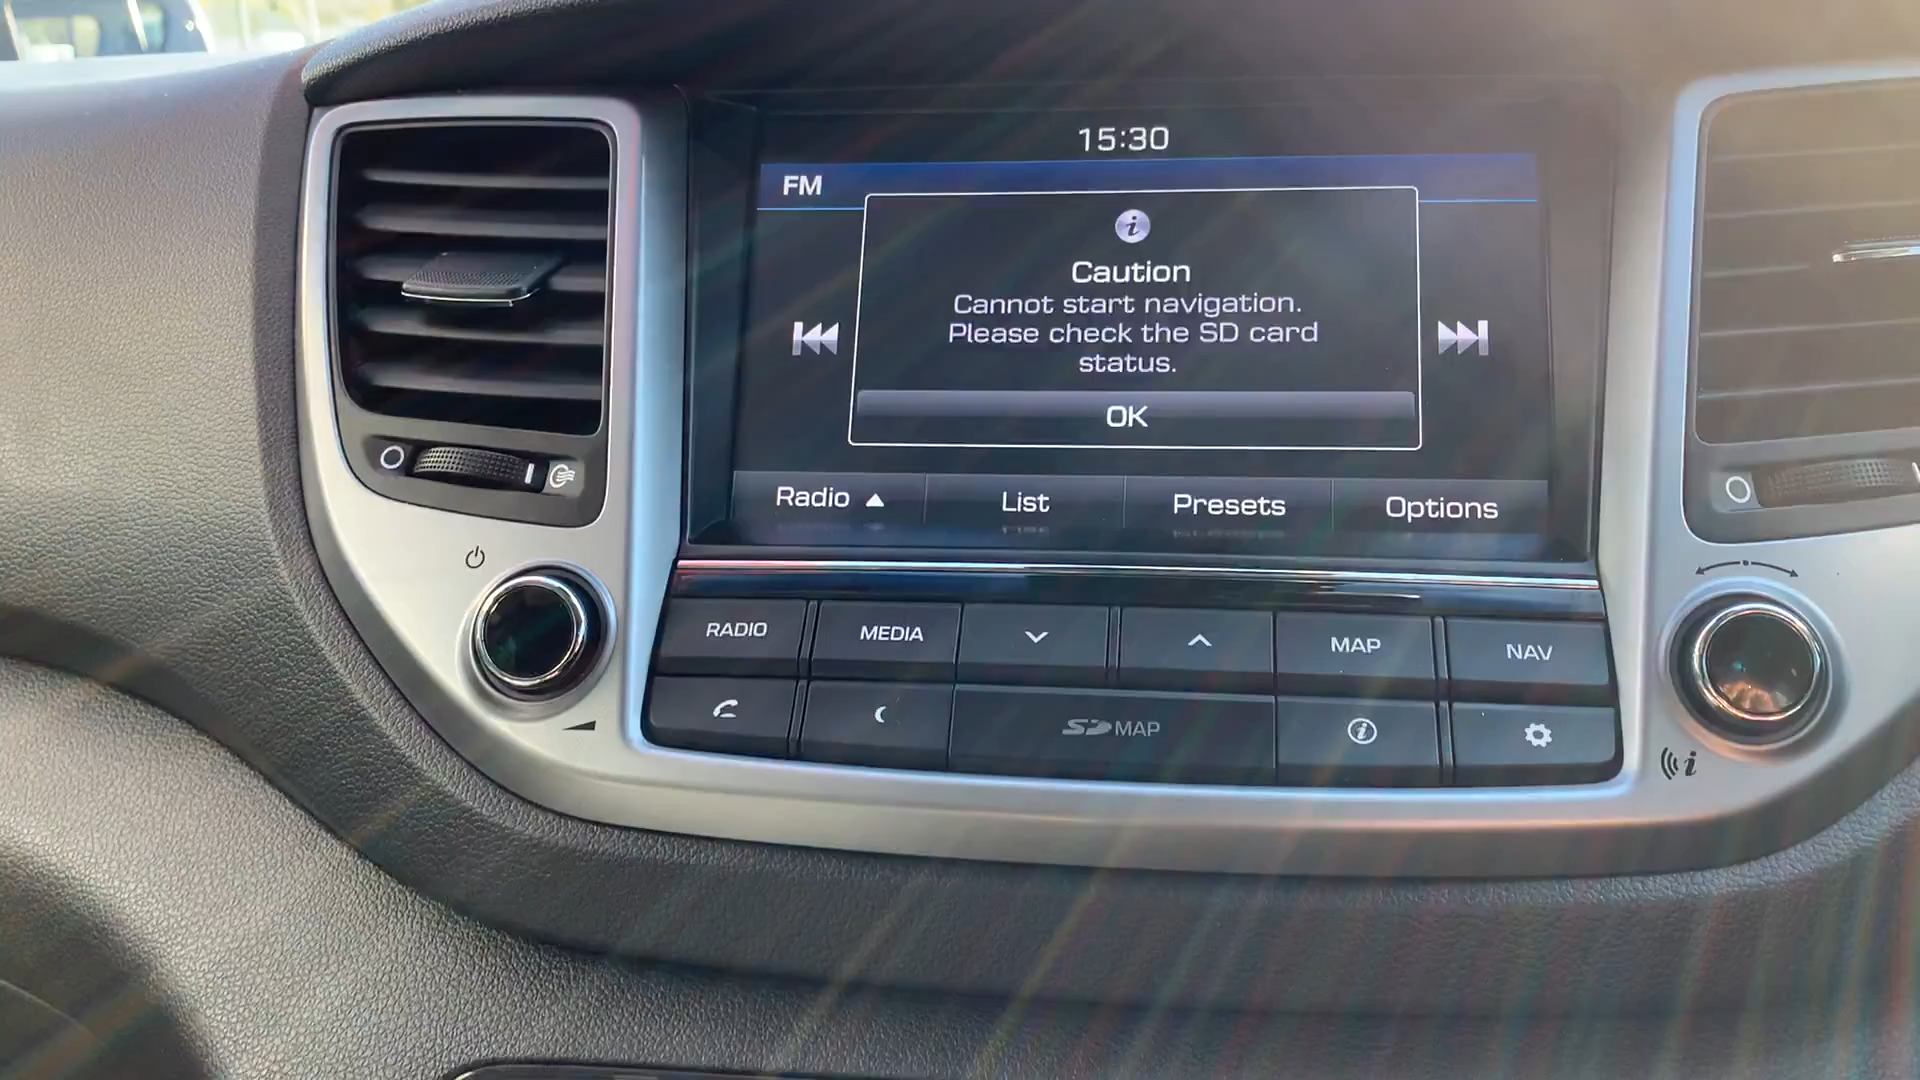 15:30
FM
i
Caution
Cannot start navigation.
Please check the SD card
status.
OK
Radio ▲
List
Presets
Options
RADIO
MEDIA
MAP
NAV
SD MAP
i
i